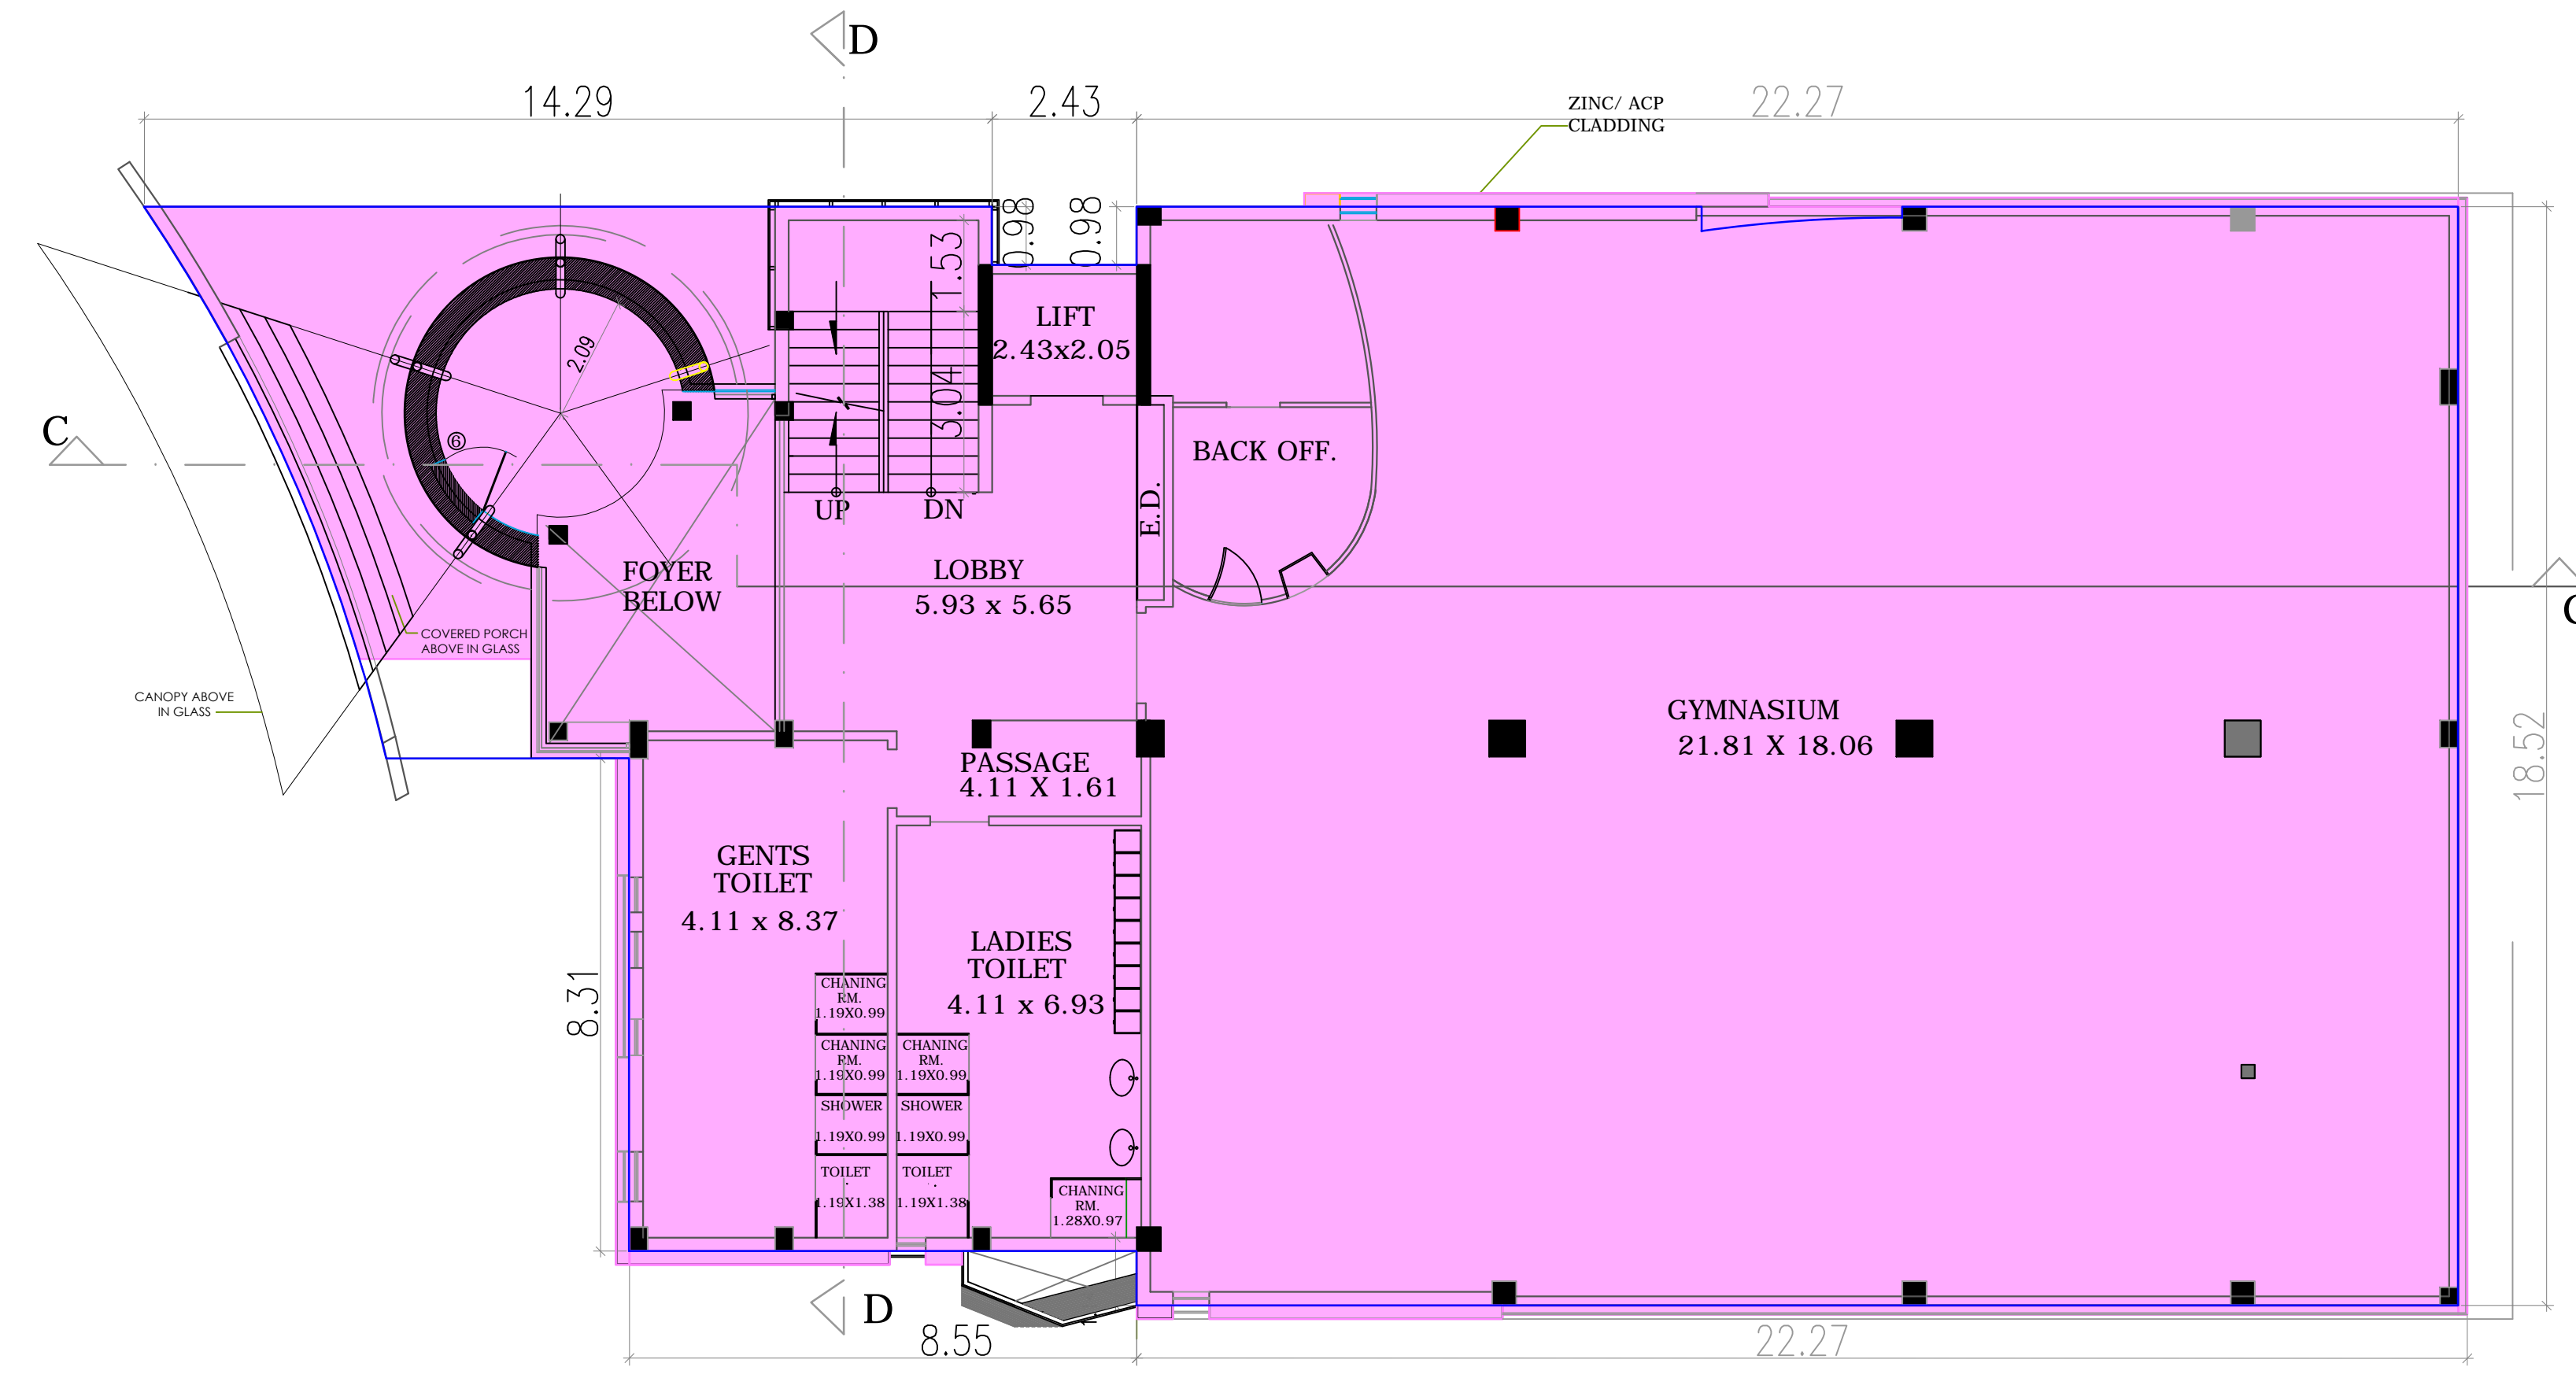 D
14.29
2.43
22.27
ZINC/ ACP
CLADDING
0.98
0.98
1.53
LIFT
2.43x2.05
2.09
3.04
C
6
BACK OFF.
E.D.
UP
DN
FOYER
BELOW
LOBBY
5.93 x 5.65
C
COVERED PORCH
ABOVE IN GLASS
CANOPY ABOVE
IN GLASS
GYMNASIUM
21.81 X 18.06
18.52
PASSAGE
4.11 X 1.61
GENTS
TOILET
4.11 x 8.37
LADIES
TOILET
4.11 x 6.93
8.31
CHANING
RM.
1.19X0.99
CHANING
RM.
1.19X0.99
CHANING
RM.
1.19X0.99
SHOWER
1.19X0.99
SHOWER
1.19X0.99
TOILET
1.19X1.38
TOILET
1.19X1.38
CHANING
RM.
1.28X0.97
D
8.55
22.27